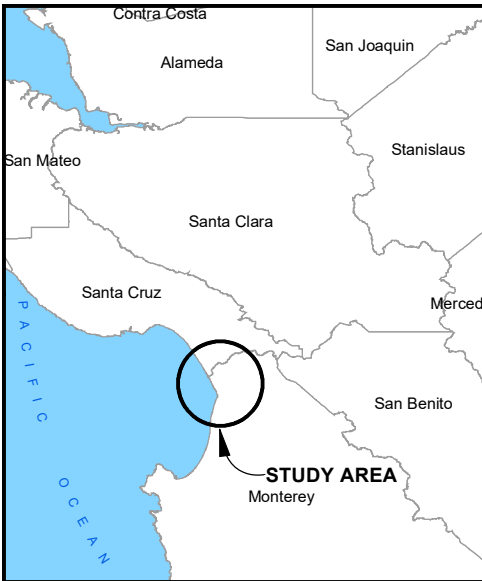 Contra Costa
San Joaquin
Alameda
Stanislaus
San Mateo
Santa Clara
Santa Cruz
Merced
PACIFIC
OCEAN
San Benito
STUDY AREA
Monterey